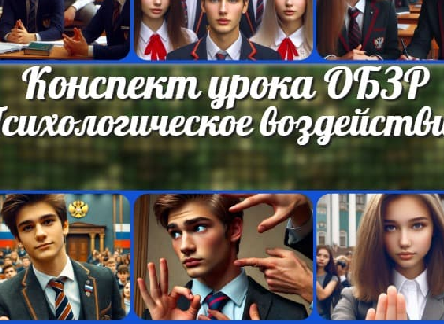 Конспект урока ОБЗР
сихологическое воздействи